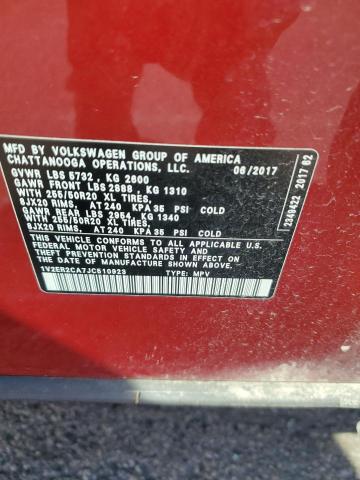 MFD BY VOLKSWAGEN GROUP OF AMERICA
CHATTANOOGA OPERATIONS, LLC. 06/2017
GVWR LBS 5732 , KG 2600
GAWR FRONT LBS 2888 , KG 1310
WITH 255/50R20 XL TIRES,
8JX20 RIMS, AT 240 KPA 35 PSI COLD
GAWR REAR LBS 2954, KG 1340
WITH 255/50R20 XL TIRES,
8JX20 RIMS, AT 240 KPA 35 PSI COLD
THIS VEHICLE CONFORMS TO ALL APPLICABLE U.S.
FEDERAL MOTOR VEHICLE SAFETY AND
THEFT PREVENTION STANDARDS IN EFFECT
ON THE DATE OF MANUFACTURE SHOWN ABOVE.
1V2ER2CA7JC510923 TYPE: MPV
2017 B2